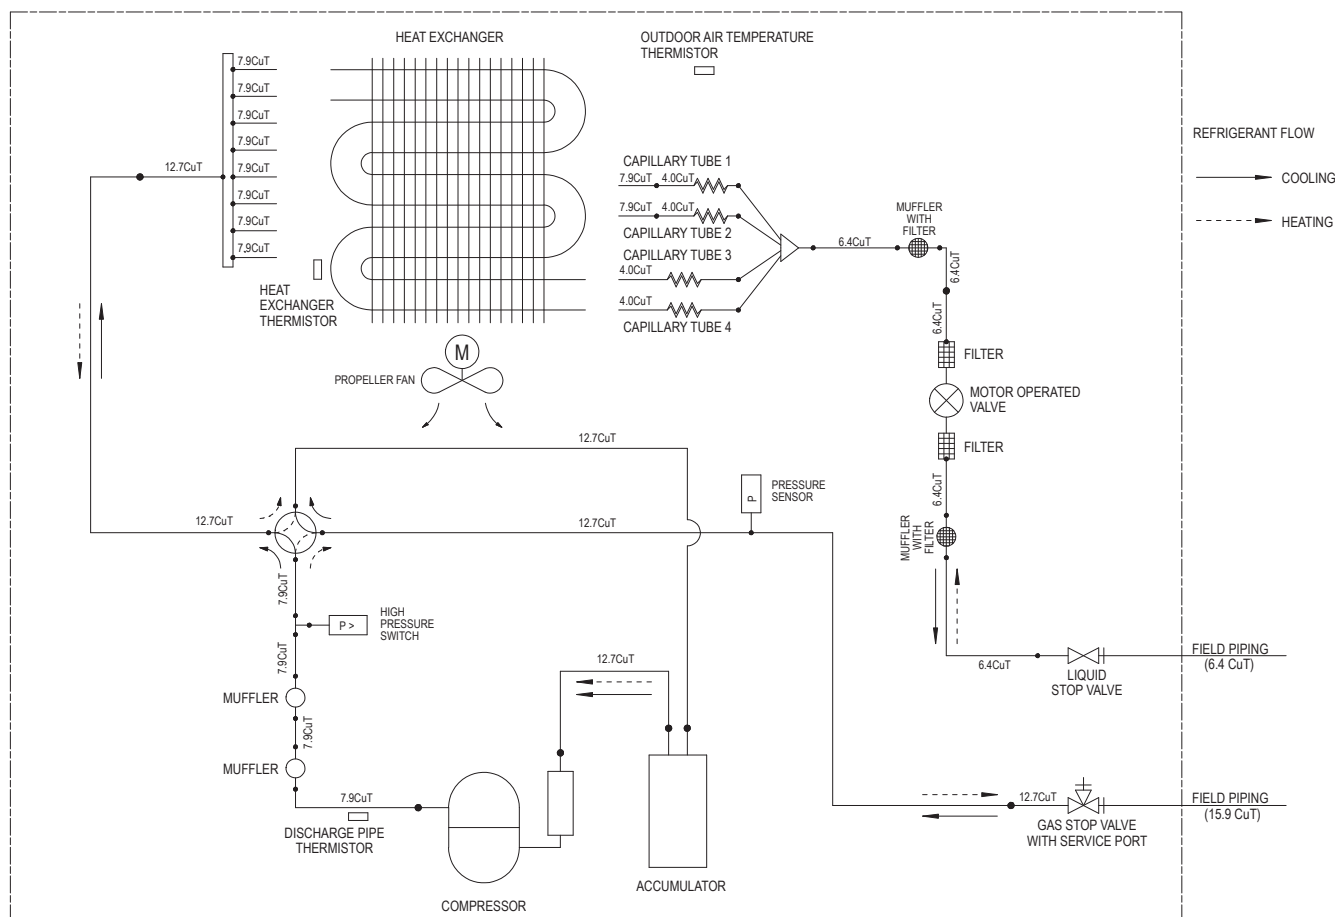 HEAT EXCHANGER
OUTDOOR AIR TEMPERATURE
THERMISTOR
7.9CuT
7.9CuT
7.9CuT
7.9CuT
7.9CuT
7.9CuT
7.9CuT
7.9CuT
12.7CuT
HEAT
EXCHANGER
THERMISTOR
CAPILLARY TUBE 1
7.9CuT
4.0CuT
7.9CuT
4.0CuT
CAPILLARY TUBE 2
CAPILLARY TUBE 3
4.0CuT
4.0CuT
CAPILLARY TUBE 4
6.4CuT
MUFFLER
WITH
FILTER
6.4CuT
6.4CuT
FILTER
MOTOR OPERATED
VALVE
FILTER
6.4CuT
MUFFLER
WITH
FILTER
REFRIGERANT FLOW
COOLING
HEATING
M
PROPELLER FAN
12.7CuT
12.7CuT
12.7CuT
P
PRESSURE
SENSOR
7.9CuT
P >
HIGH
PRESSURE
SWITCH
7.9CuT
MUFFLER
7.9CuT
MUFFLER
7.9CuT
DISCHARGE PIPE
THERMISTOR
COMPRESSOR
12.7CuT
ACCUMULATOR
6.4CuT
LIQUID
STOP VALVE
FIELD PIPING
(6.4 CuT)
12.7CuT
GAS STOP VALVE
WITH SERVICE PORT
FIELD PIPING
(15.9 CuT)